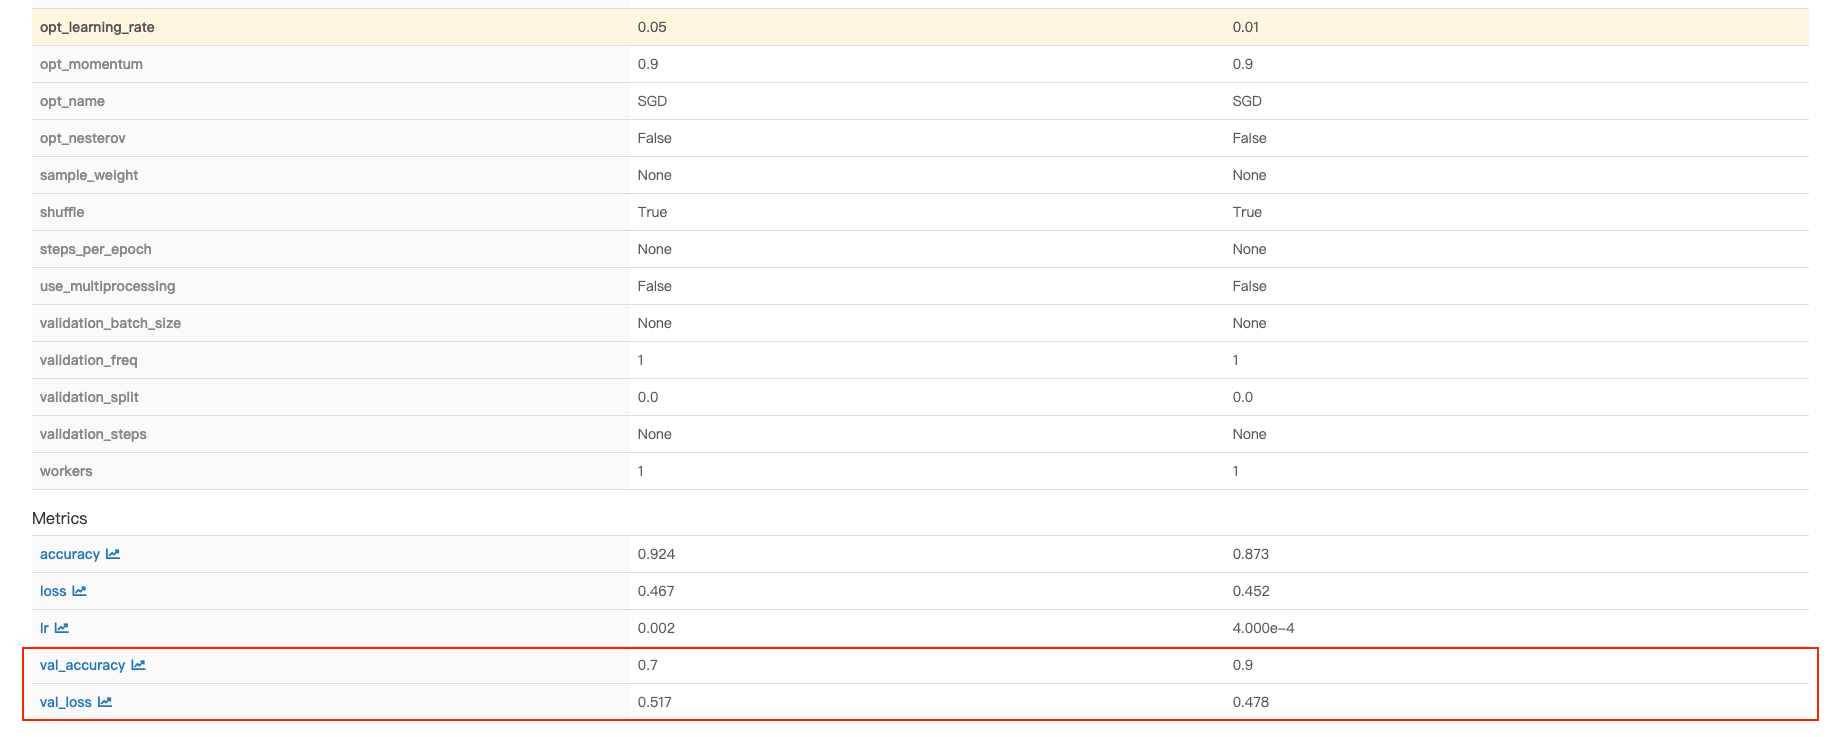 opt_learning_rate 0.05 0.01
opt_momentum 0.9 0.9
opt_name SGD SGD
opt_nesterov False False
sample_weight None None
shuffle True True
steps_per_epoch None None
use_multiprocessing False False
validation_batch_size None None
validation_freq 1 1
validation_split 0.0 0.0
validation_steps None None
workers 1 1
Metrics
accuracy 0.924 0.873
loss 0.467 0.452
lr 0.002 4.000e-4
val_accuracy 0.7 0.9
val_loss 0.517 0.478